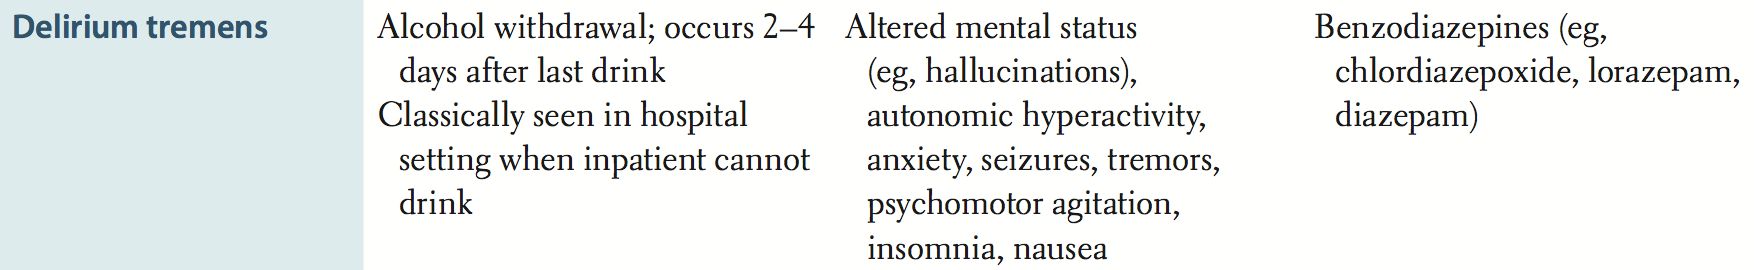 Delirium tremens
Alcohol withdrawal; occurs 2–4
days after last drink
Classically seen in hospital
setting when inpatient cannot
drink
Altered mental status
(eg, hallucinations),
autonomic hyperactivity,
anxiety, seizures, tremors,
psychomotor agitation,
insomnia, nausea
Benzodiazepines (eg,
chlordiazepoxide, lorazepam,
diazepam)